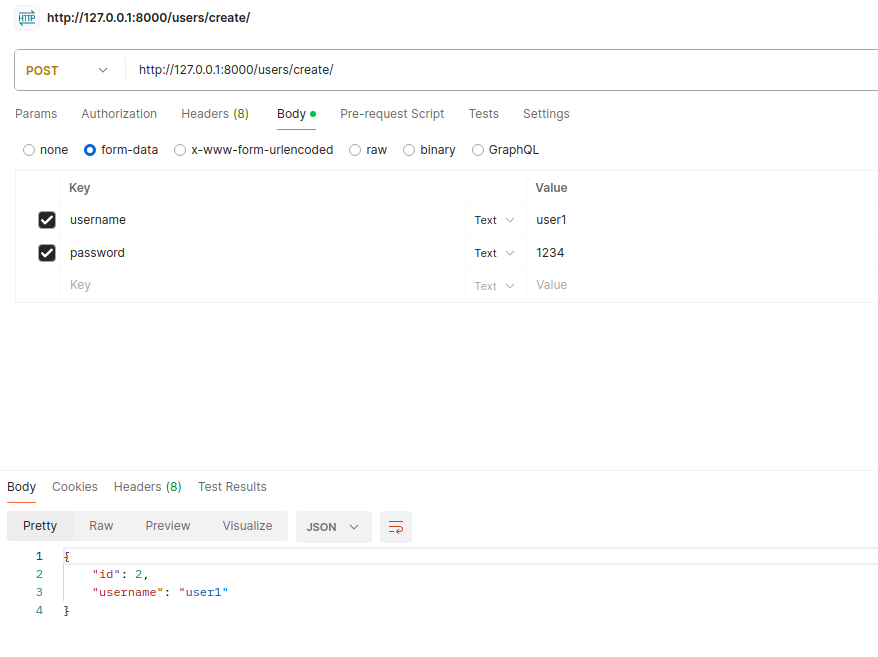 HTTP http://127.0.0.1:8000/users/create/
POST http://127.0.0.1:8000/users/create/
Params Authorization Headers (8) Body Pre-request Script Tests Settings
none form-data x-www-form-urlencoded raw binary GraphQL
Key Value
username Text user1
password Text 1234
Key Text Value
Body Cookies Headers (8) Test Results
Pretty Raw Preview Visualize JSON
1 {
2 "id": 2,
3 "username": "user1"
4 }